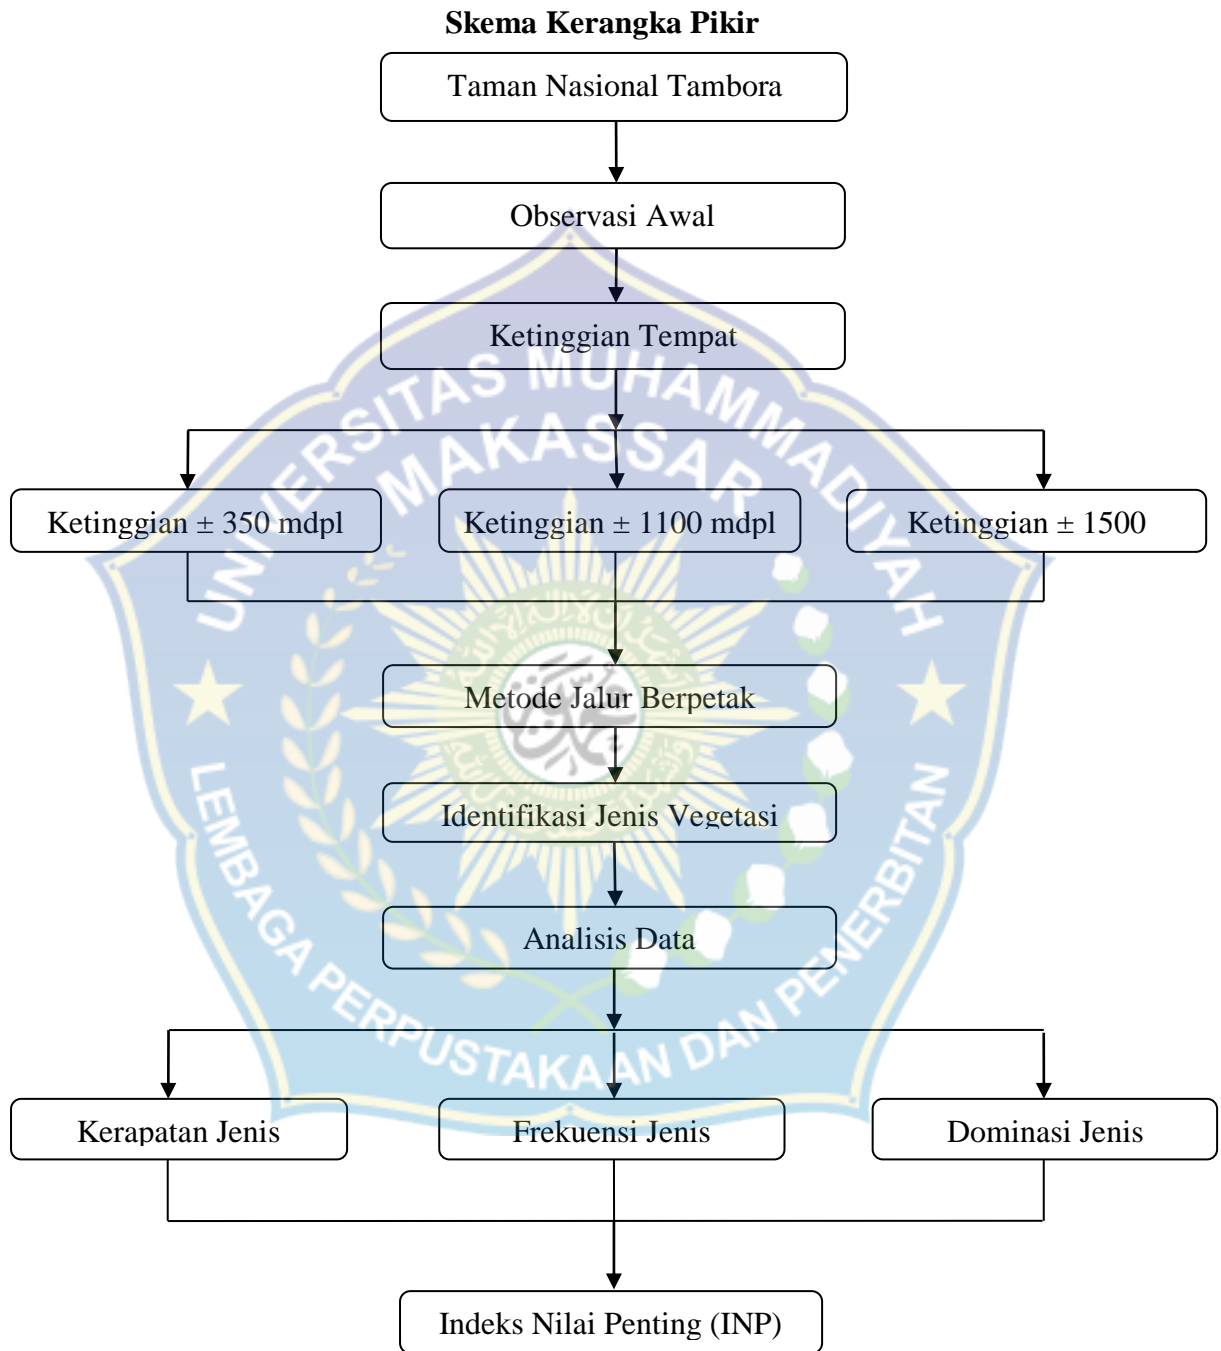 Skema Kerangka Pikir
Taman Nasional Tambora
Observasi Awal
Ketinggian Tempat
Ketinggian ± 350 mdpl
Ketinggian ± 1100 mdpl
Ketinggian ± 1500
Metode Jalur Berpetak
Identifikasi Jenis Vegetasi
Analisis Data
Kerapatan Jenis
Frekuensi Jenis
Dominasi Jenis
Indeks Nilai Penting (INP)
UNIVERSITAS MUHAMMADIYAH
MAKASSAR
LEMBAGA PERPUSTAKAAN DAN PENERBITAN